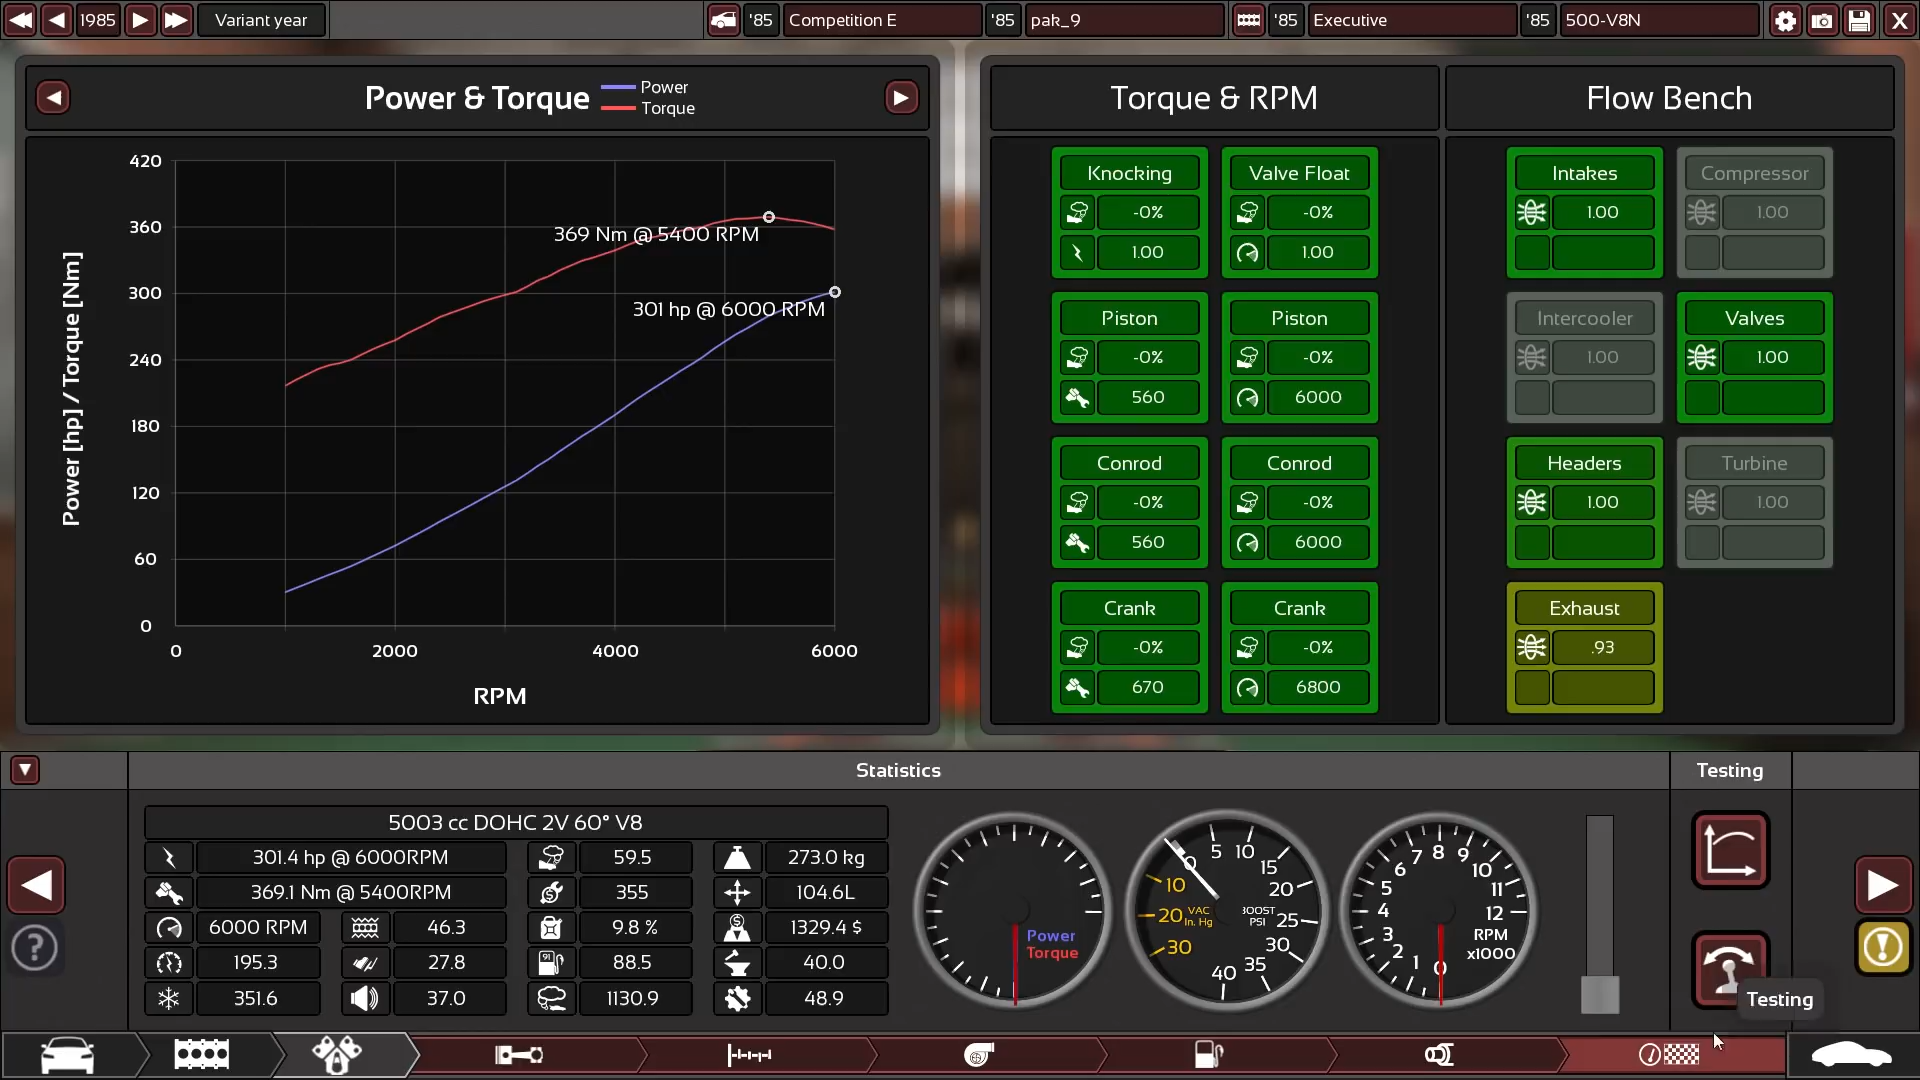 1985
Variant year
'85
Competition E
'85
pak_9
'85
Executive
'85
500-V8N
Power & Torque
Power
Torque
Torque & RPM
Flow Bench
420
360
300
240
180
120
60
0
Power [hp] / Torque [Nm]
369 Nm @ 5400 RPM
301 hp @ 6000 RPM
0
2000
4000
6000
RPM
Knocking
-0%
1.00
Valve Float
-0%
1.00
Piston
-0%
560
Piston
-0%
6000
Conrod
-0%
560
Conrod
-0%
6000
Crank
-0%
670
Crank
-0%
6800
Intakes
1.00
Compressor
1.00
Intercooler
1.00
Valves
1.00
Headers
1.00
Turbine
1.00
Exhaust
.93
Statistics
Testing
5003 cc DOHC 2V 60° V8
301.4 hp @ 6000RPM
59.5
273.0 kg
369.1 Nm @ 5400RPM
355
104.6L
6000 RPM
46.3
9.8 %
1329.4 $
195.3
27.8
91
88.5
40.0
351.6
37.0
1130.9
48.9
Power
Torque
0
5
10
15
20
25
30
35
40
10
20
30
VAC
In. Hg
BOOST
PSI
0
1
2
3
4
5
6
7
8
9
10
11
12
RPM
x1000
Testing